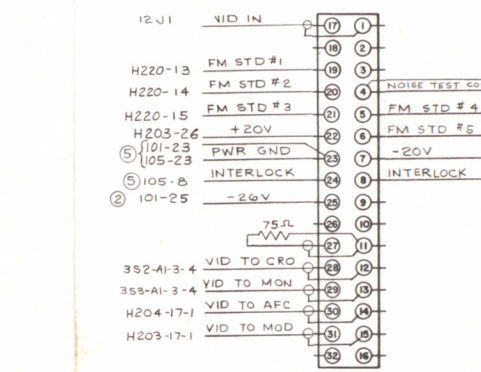 12J1 VID IN 17 1
18 2
H220-13 FM STD #1 19 3
H220-14 FM STD #2 20 4 NOISE TEST CO
H220-15 FM STD #3 21 5 FM STD #4
H203-26 +20V 22 6 FM STD #5
5 101-23
105-23 PWR GND 23 7 -20V
5 105-8 INTERLOCK 24 8 INTERLOCK
2 101-25 -26V 25 9
26 10
75Ω
27 11
352-A1-3-4 VID TO CRO 28 12
353-A1-3-4 VID TO MON 29 13
H204-17-1 VID TO AFC 30 14
H203-17-1 VID TO MOD 31 15
32 16